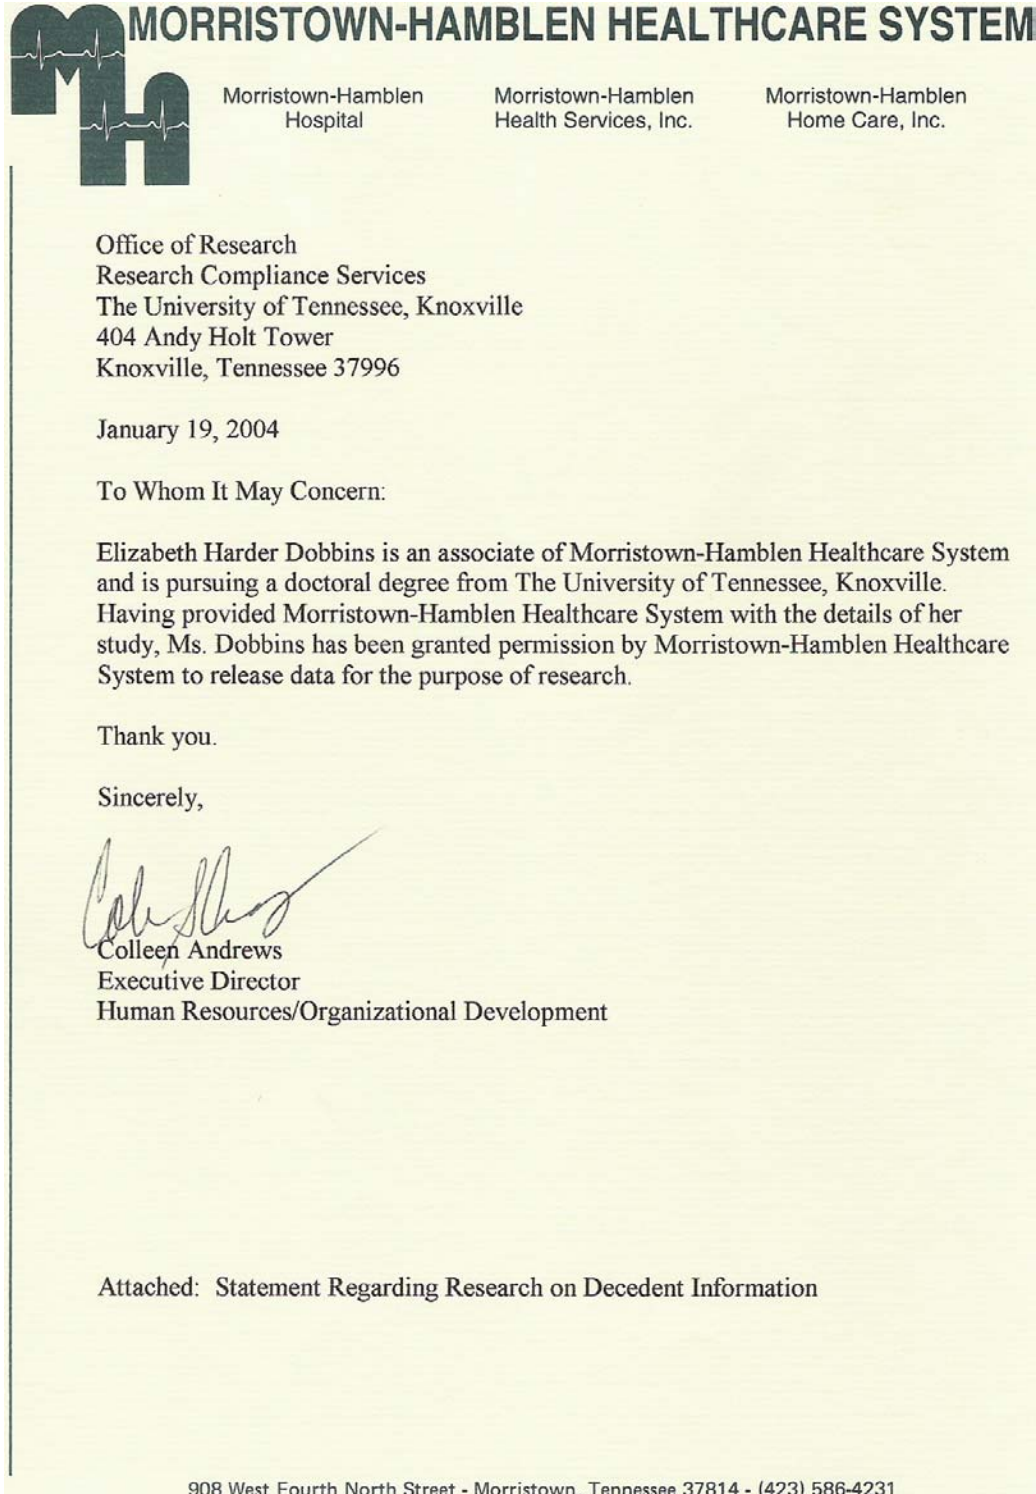 MORRISTOWN-HAMBLEN HEALTHCARE SYSTEM
MH
Morristown-Hamblen
Hospital
Morristown-Hamblen
Health Services, Inc.
Morristown-Hamblen
Home Care, Inc.
Office of Research
Research Compliance Services
The University of Tennessee, Knoxville
404 Andy Holt Tower
Knoxville, Tennessee 37996
January 19, 2004
To Whom It May Concern:
Elizabeth Harder Dobbins is an associate of Morristown-Hamblen Healthcare System
and is pursuing a doctoral degree from The University of Tennessee, Knoxville.
Having provided Morristown-Hamblen Healthcare System with the details of her
study, Ms. Dobbins has been granted permission by Morristown-Hamblen Healthcare
System to release data for the purpose of research.
Thank you.
Sincerely,
Colleen Andrews
Executive Director
Human Resources/Organizational Development
Attached: Statement Regarding Research on Decedent Information
908 West Fourth North Street - Morristown, Tennessee 37814 - (423) 586-4231